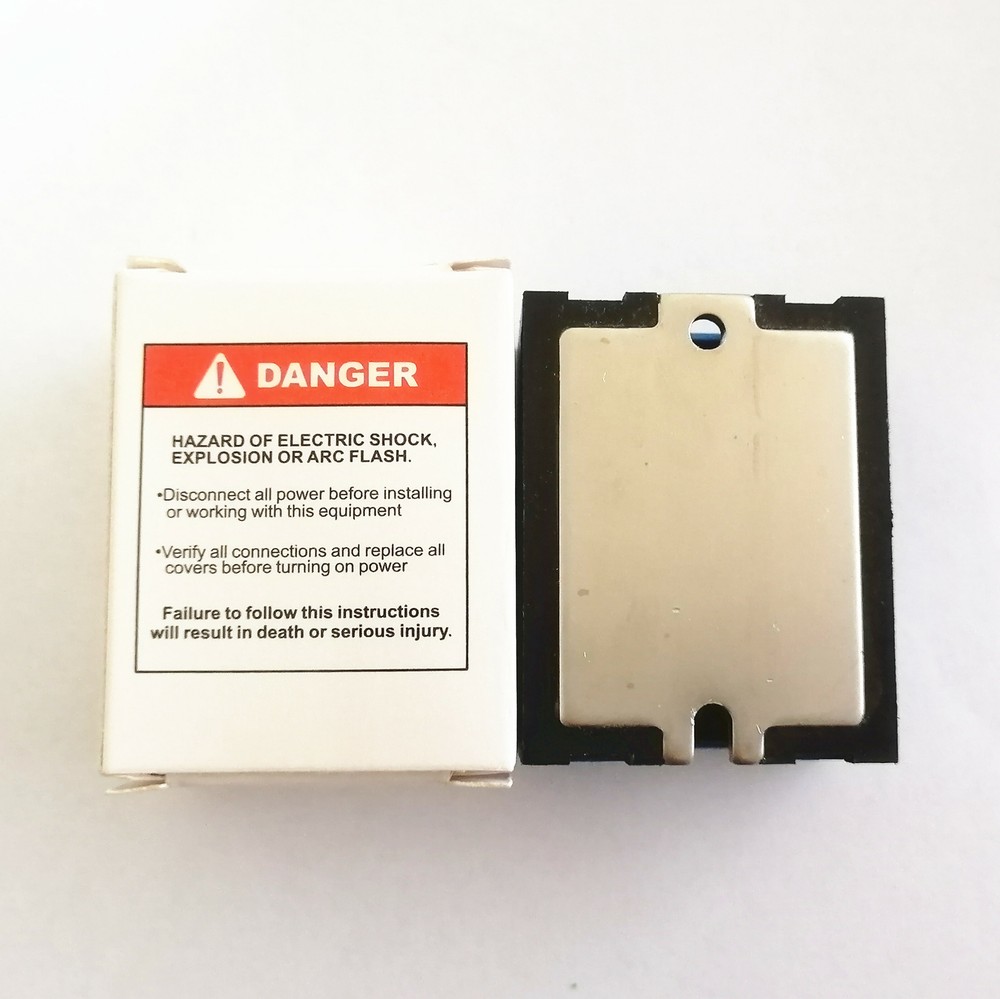 DANGER
HAZARD OF ELECTRIC SHOCK,
EXPLOSION OR ARC FLASH.
•Disconnect all power before installing
or working with this equipment
•Verify all connections and replace all
covers before turning on power
Failure to follow this instructions
will result in death or serious injury.